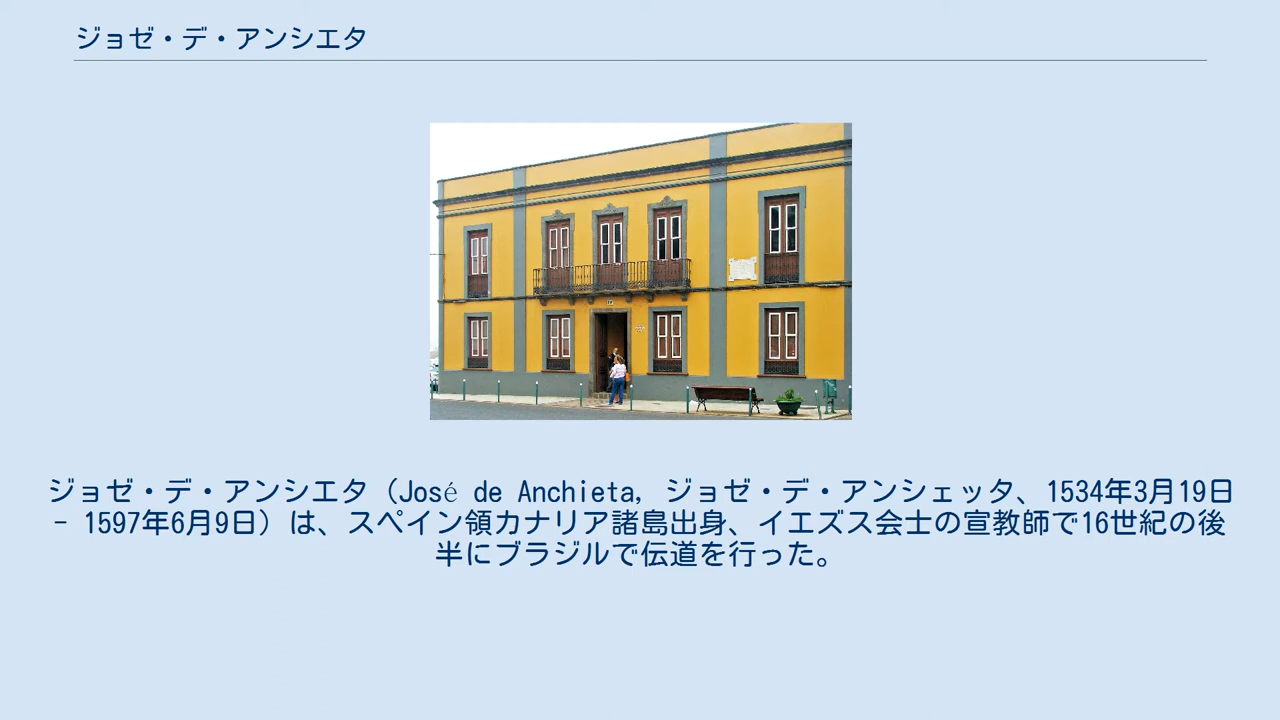 ジョゼ・デ・アンシエタ
ジョゼ・デ・アンシエタ（José de Anchieta, ジョゼ・デ・アンシェッタ、1534年3月19日
- 1597年6月9日）は、スペイン領カナリア諸島出身、イエズス会士の宣教師で16世紀の後
半にブラジルで伝道を行った。